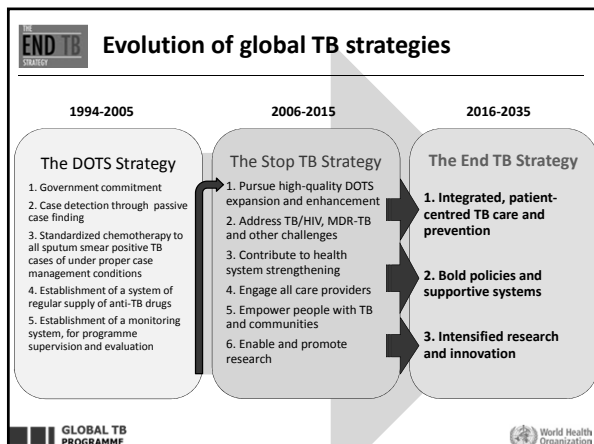 THE
END TB
STRATEGY
Evolution of global TB strategies
1994-2005
2006-2015
2016-2035
The DOTS Strategy
1. Government commitment
2. Case detection through passive
case finding
3. Standardized chemotherapy to
all sputum smear positive TB
cases of under proper case
management conditions
4. Establishment of a system of
regular supply of anti-TB drugs
5. Establishment of a monitoring
system, for programme
supervision and evaluation
The Stop TB Strategy
1. Pursue high-quality DOTS
expansion and enhancement
2. Address TB/HIV, MDR-TB
and other challenges
3. Contribute to health
system strengthening
4. Engage all care providers
5. Empower people with TB
and communities
6. Enable and promote
research
The End TB Strategy
1. Integrated, patient-
centred TB care and
prevention
2. Bold policies and
supportive systems
3. Intensified research
and innovation
GLOBAL TB
PROGRAMME
World Health
Organization